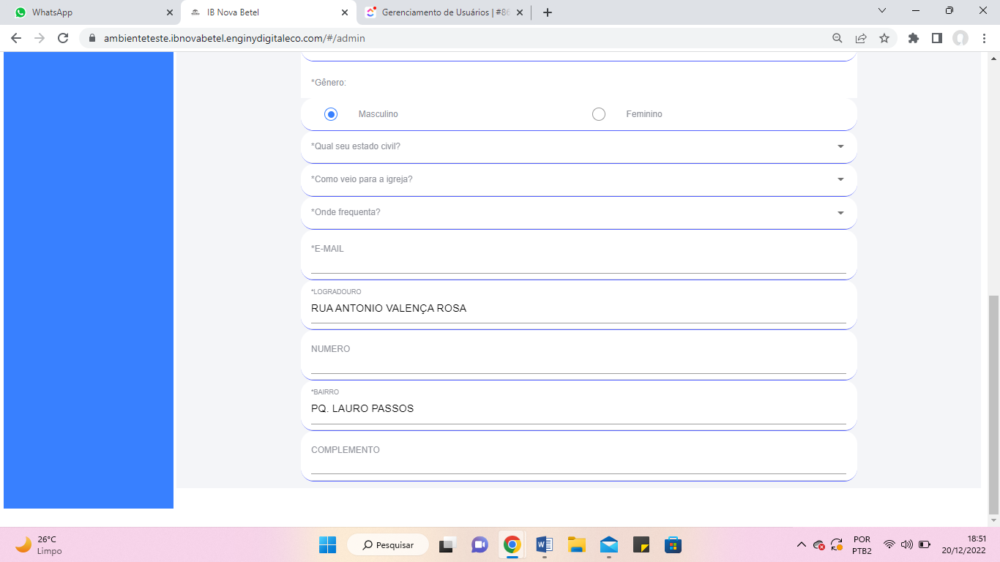 WhatsApp
IB Nova Betel
Gerenciamento de Usuários | #86
ambienteteste.ibnovabetel.enginydigitaleco.com/#/admin
*Gênero:
Masculino Feminino
*Qual seu estado civil?
*Como veio para a igreja?
*Onde frequenta?
*E-MAIL
*LOGRADOURO
RUA ANTONIO VALENÇA ROSA
NUMERO
*BAIRRO
PQ. LAURO PASSOS
COMPLEMENTO
26°C
Limpo
Pesquisar
POR
PTB2
18:51
20/12/2022